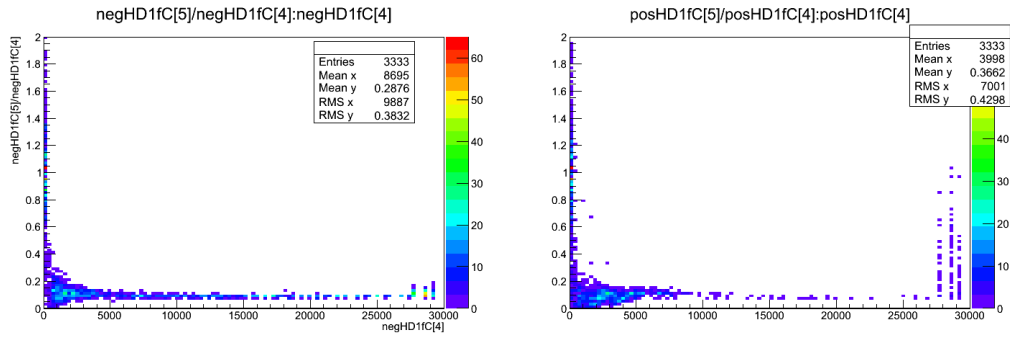 negHD1fC[5]/negHD1fC[4]:negHD1fC[4]
negHD1fC[5]/negHD1fC[4]
2
1.8
1.6
1.4
1.2
1
0.8
0.6
0.4
0.2
0
0 5000 10000 15000 20000 25000 30000
negHD1fC[4]
Entries 3333
Mean x 8695
Mean y 0.2876
RMS x 9887
RMS y 0.3832
60
50
40
30
20
10
0
posHD1fC[5]/posHD1fC[4]:posHD1fC[4]
2
1.8
1.6
1.4
1.2
1
0.8
0.6
0.4
0.2
0
0 5000 10000 15000 20000 25000 30000
Entries 3333
Mean x 3998
Mean y 0.3662
RMS x 7001
RMS y 0.4298
40
30
20
10
0